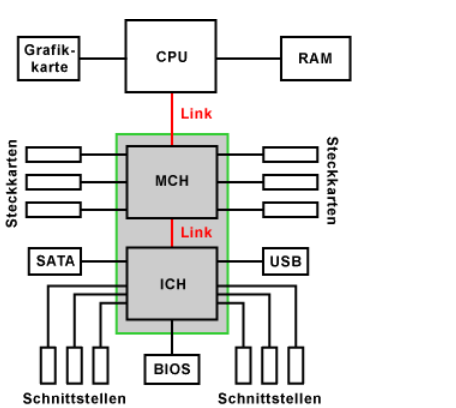 Grafik-
karte
CPU
RAM
Link
Steckkarten
MCH
Steckkarten
Link
SATA
ICH
USB
BIOS
Schnittstellen
Schnittstellen